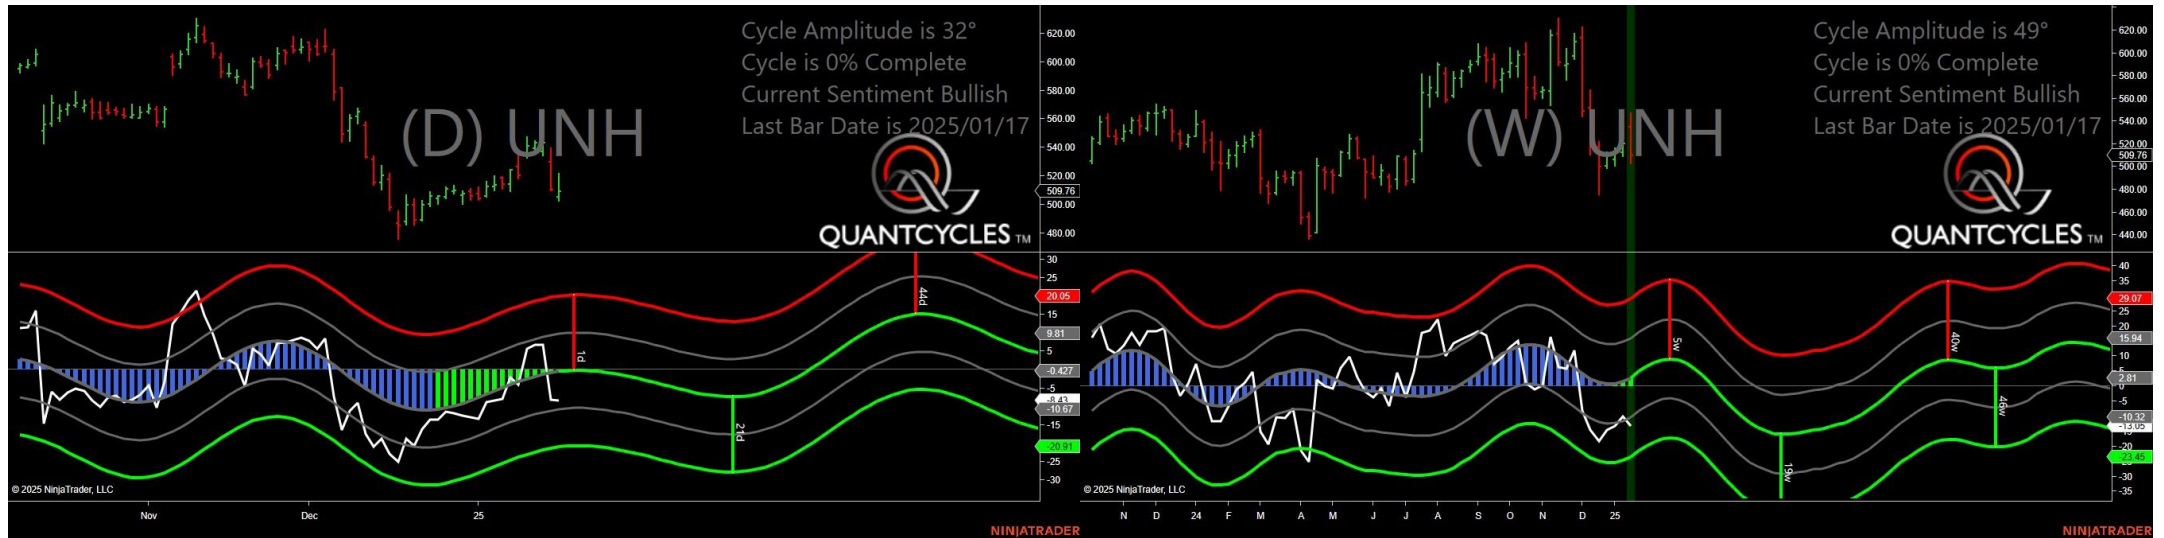 Cycle Amplitude is 32°
Cycle is 0% Complete
Current Sentiment Bullish
Last Bar Date is 2025/01/17
(D) UNH
QUANTCYCLES TM
620.00
600.00
580.00
560.00
540.00
520.00
509.76
500.00
480.00
30
25
20.05
15
9.81
5
-0.427
-5
-8.43
-10.67
-15
-20.91
-25
-30
1d
21d
44d
© 2025 NinjaTrader, LLC
Nov
Dec
25
NINJATRADER
Cycle Amplitude is 49°
Cycle is 0% Complete
Current Sentiment Bullish
Last Bar Date is 2025/01/17
(W) UNH
QUANTCYCLES TM
620.00
600.00
580.00
560.00
540.00
520.00
509.76
500.00
480.00
460.00
440.00
40
35
29.07
25
20
15.94
10
5
2.81
-5
-10.32
-13.05
-20
-23.45
-30
-35
5w
19w
40w
46w
© 2025 NinjaTrader, LLC
N D 24 F M A M J J A S O N D 25
NINJATRADER